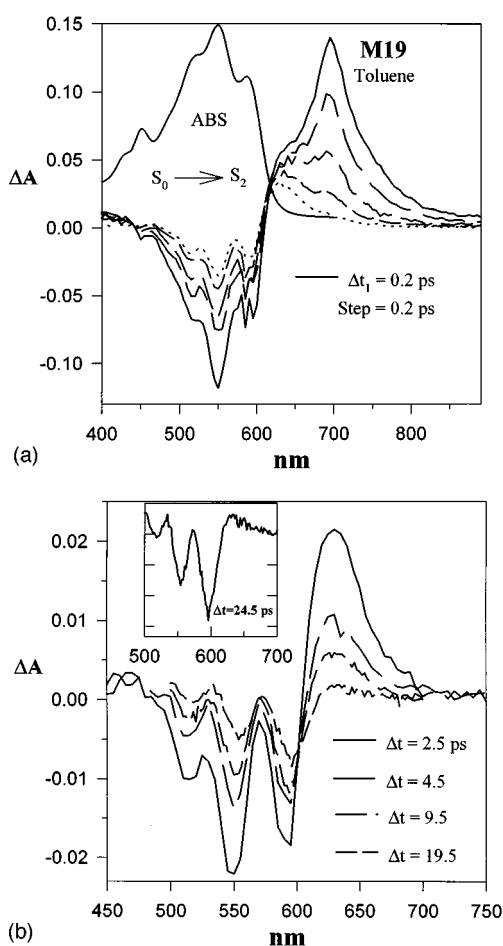 0.15
M19
Toluene
0.10
ABS
0.05
S0 S2
ΔA
0.00
Δt1 = 0.2 ps
-0.05
Step = 0.2 ps
-0.10
400 500 600 700 800
(a)
nm
0.02
Δt=24.5 ps
500 600 700
0.01
ΔA
0.00
Δt = 2.5 ps
Δt = 4.5
-0.01
Δt = 9.5
Δt = 19.5
-0.02
450 500 550 600 650 700 750
(b)
nm